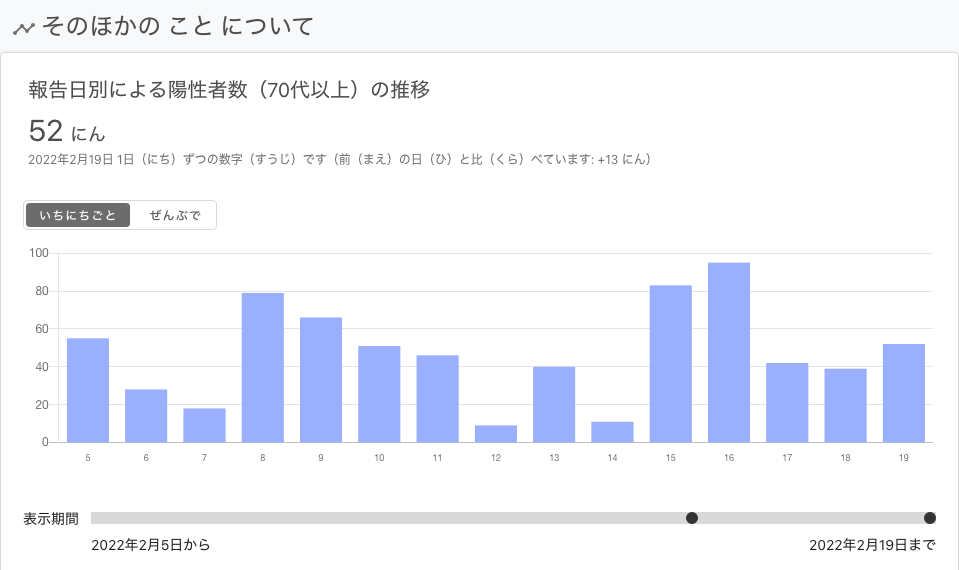 そのほかの こと について
報告日別による陽性者数（70代以上）の推移
52 にん
2022年2月19日 1日（にち）ずつの数字（すうじ）です（前（まえ）の日（ひ）と比（くら）べています: +13 にん）
いちにちごと ぜんぶで
100
80
60
40
20
0
5 6 7 8 9 10 11 12 13 14 15 16 17 18 19
表示期間
2022年2月5日から 2022年2月19日まで